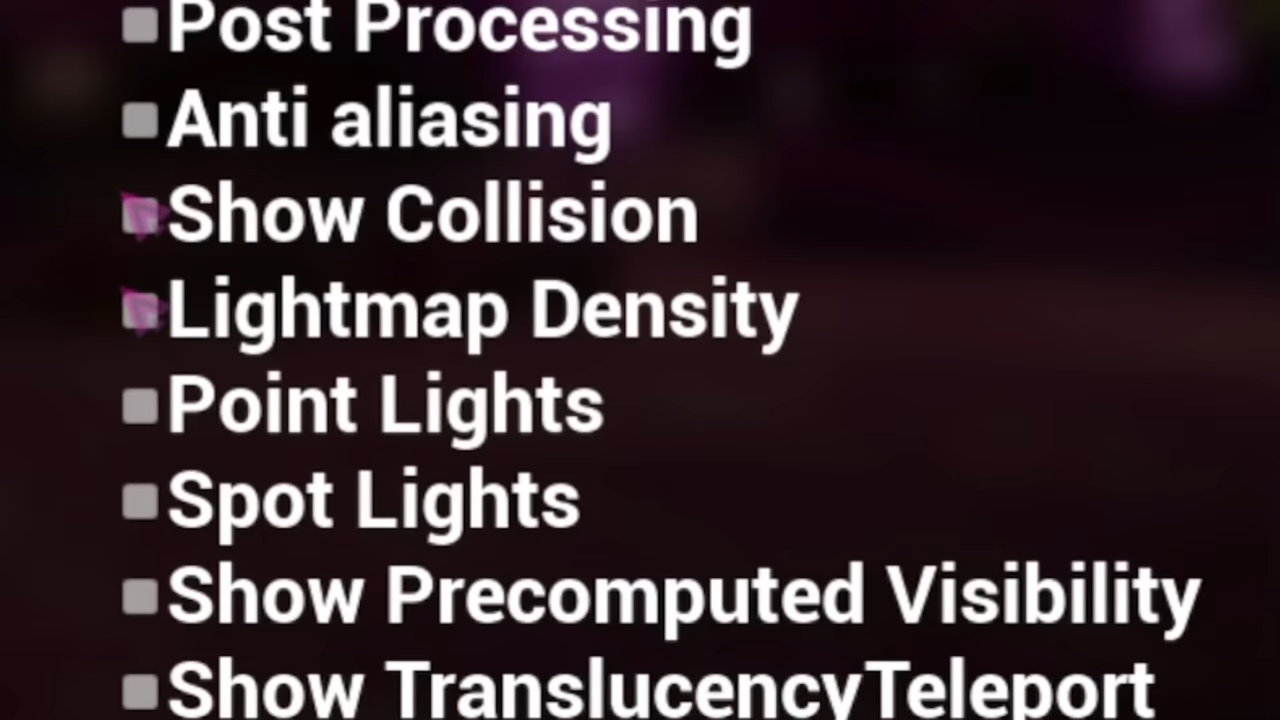 Post Processing
Anti aliasing
Show Collision
Lightmap Density
Point Lights
Spot Lights
Show Precomputed Visibility
Show TranslucencyTeleport